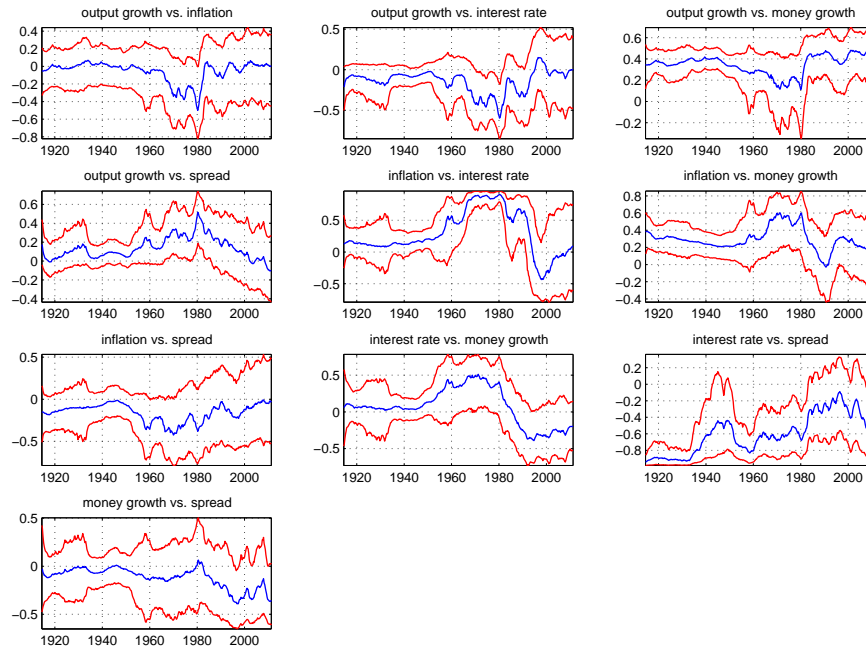 output growth vs. inflation
0.4
0.2
0
−0.2
−0.4
−0.6
−0.8
1920 1940 1960 1980 2000
output growth vs. interest rate
0.5
0
−0.5
1920 1940 1960 1980 2000
output growth vs. money growth
0.6
0.4
0.2
0
−0.2
1920 1940 1960 1980 2000
output growth vs. spread
0.6
0.4
0.2
0
−0.2
−0.4
1920 1940 1960 1980 2000
inflation vs. interest rate
0.5
0
−0.5
1920 1940 1960 1980 2000
inflation vs. money growth
0.8
0.6
0.4
0.2
0
−0.2
−0.4
1920 1940 1960 1980 2000
inflation vs. spread
0.5
0
−0.5
1920 1940 1960 1980 2000
interest rate vs. money growth
0.5
0
−0.5
1920 1940 1960 1980 2000
interest rate vs. spread
0.2
0
−0.2
−0.4
−0.6
−0.8
1920 1940 1960 1980 2000
money growth vs. spread
0.5
0
−0.5
1920 1940 1960 1980 2000